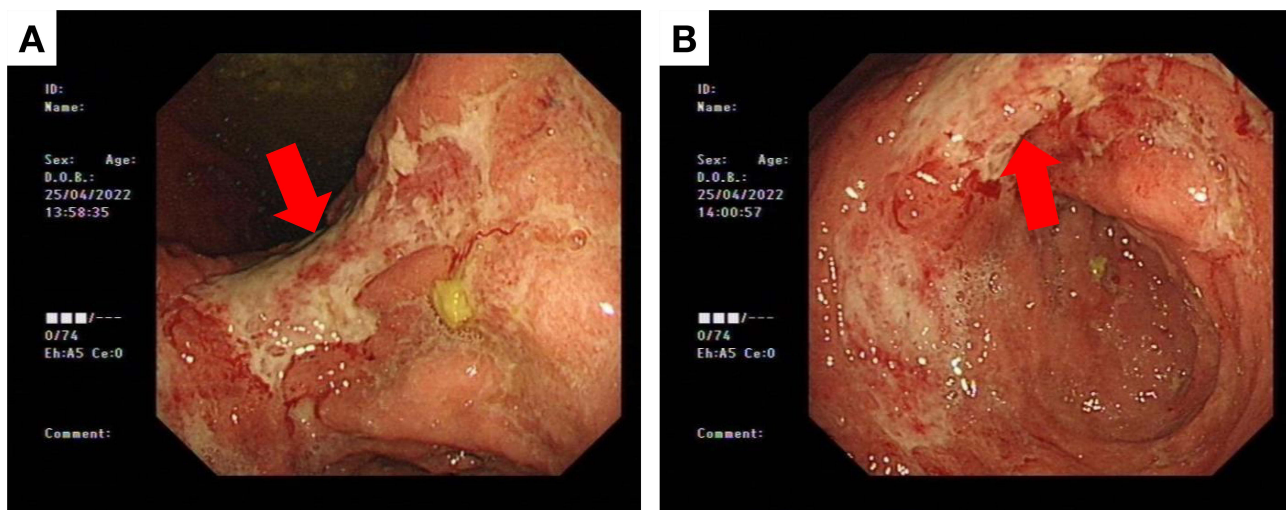 A
ID:
Name:
Sex: Age:
D.O.B.:
25/04/2022
13:58:35
■■■/---
0/74
Eh:A5 Ce:0
Comment:
B
ID:
Name:
Sex: Age:
D.O.B.:
25/04/2022
14:00:57
■■■/---
0/74
Eh:A5 Ce:0
Comment: